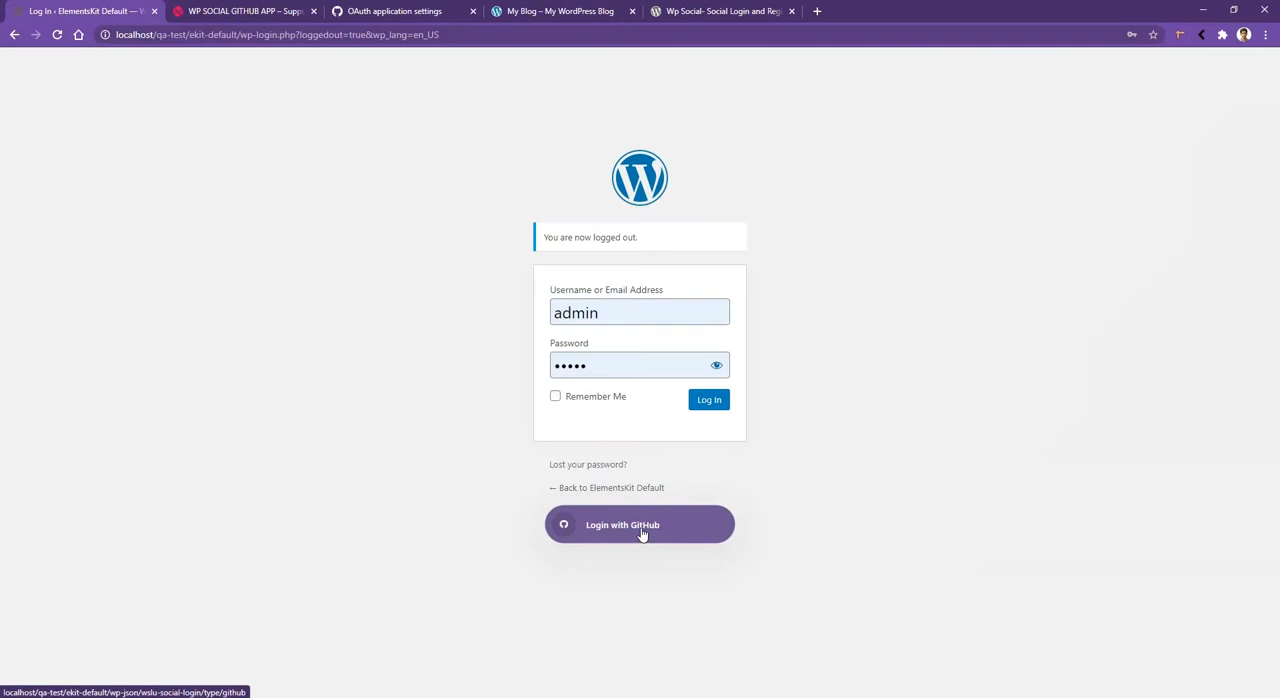 Log In ‹ ElementsKit Default — W
WP SOCIAL GITHUB APP – Supp
OAuth application settings
My Blog – My WordPress Blog
Wp Social- Social Login and Reg
localhost/qa-test/ekit-default/wp-login.php?loggedout=true&wp_lang=en_US
You are now logged out.
Username or Email Address
admin
Password
Remember Me
Log In
Lost your password?
← Back to ElementsKit Default
Login with GitHub
localhost/qa-test/ekit-default/wp-json/wslu-social-login/type/github